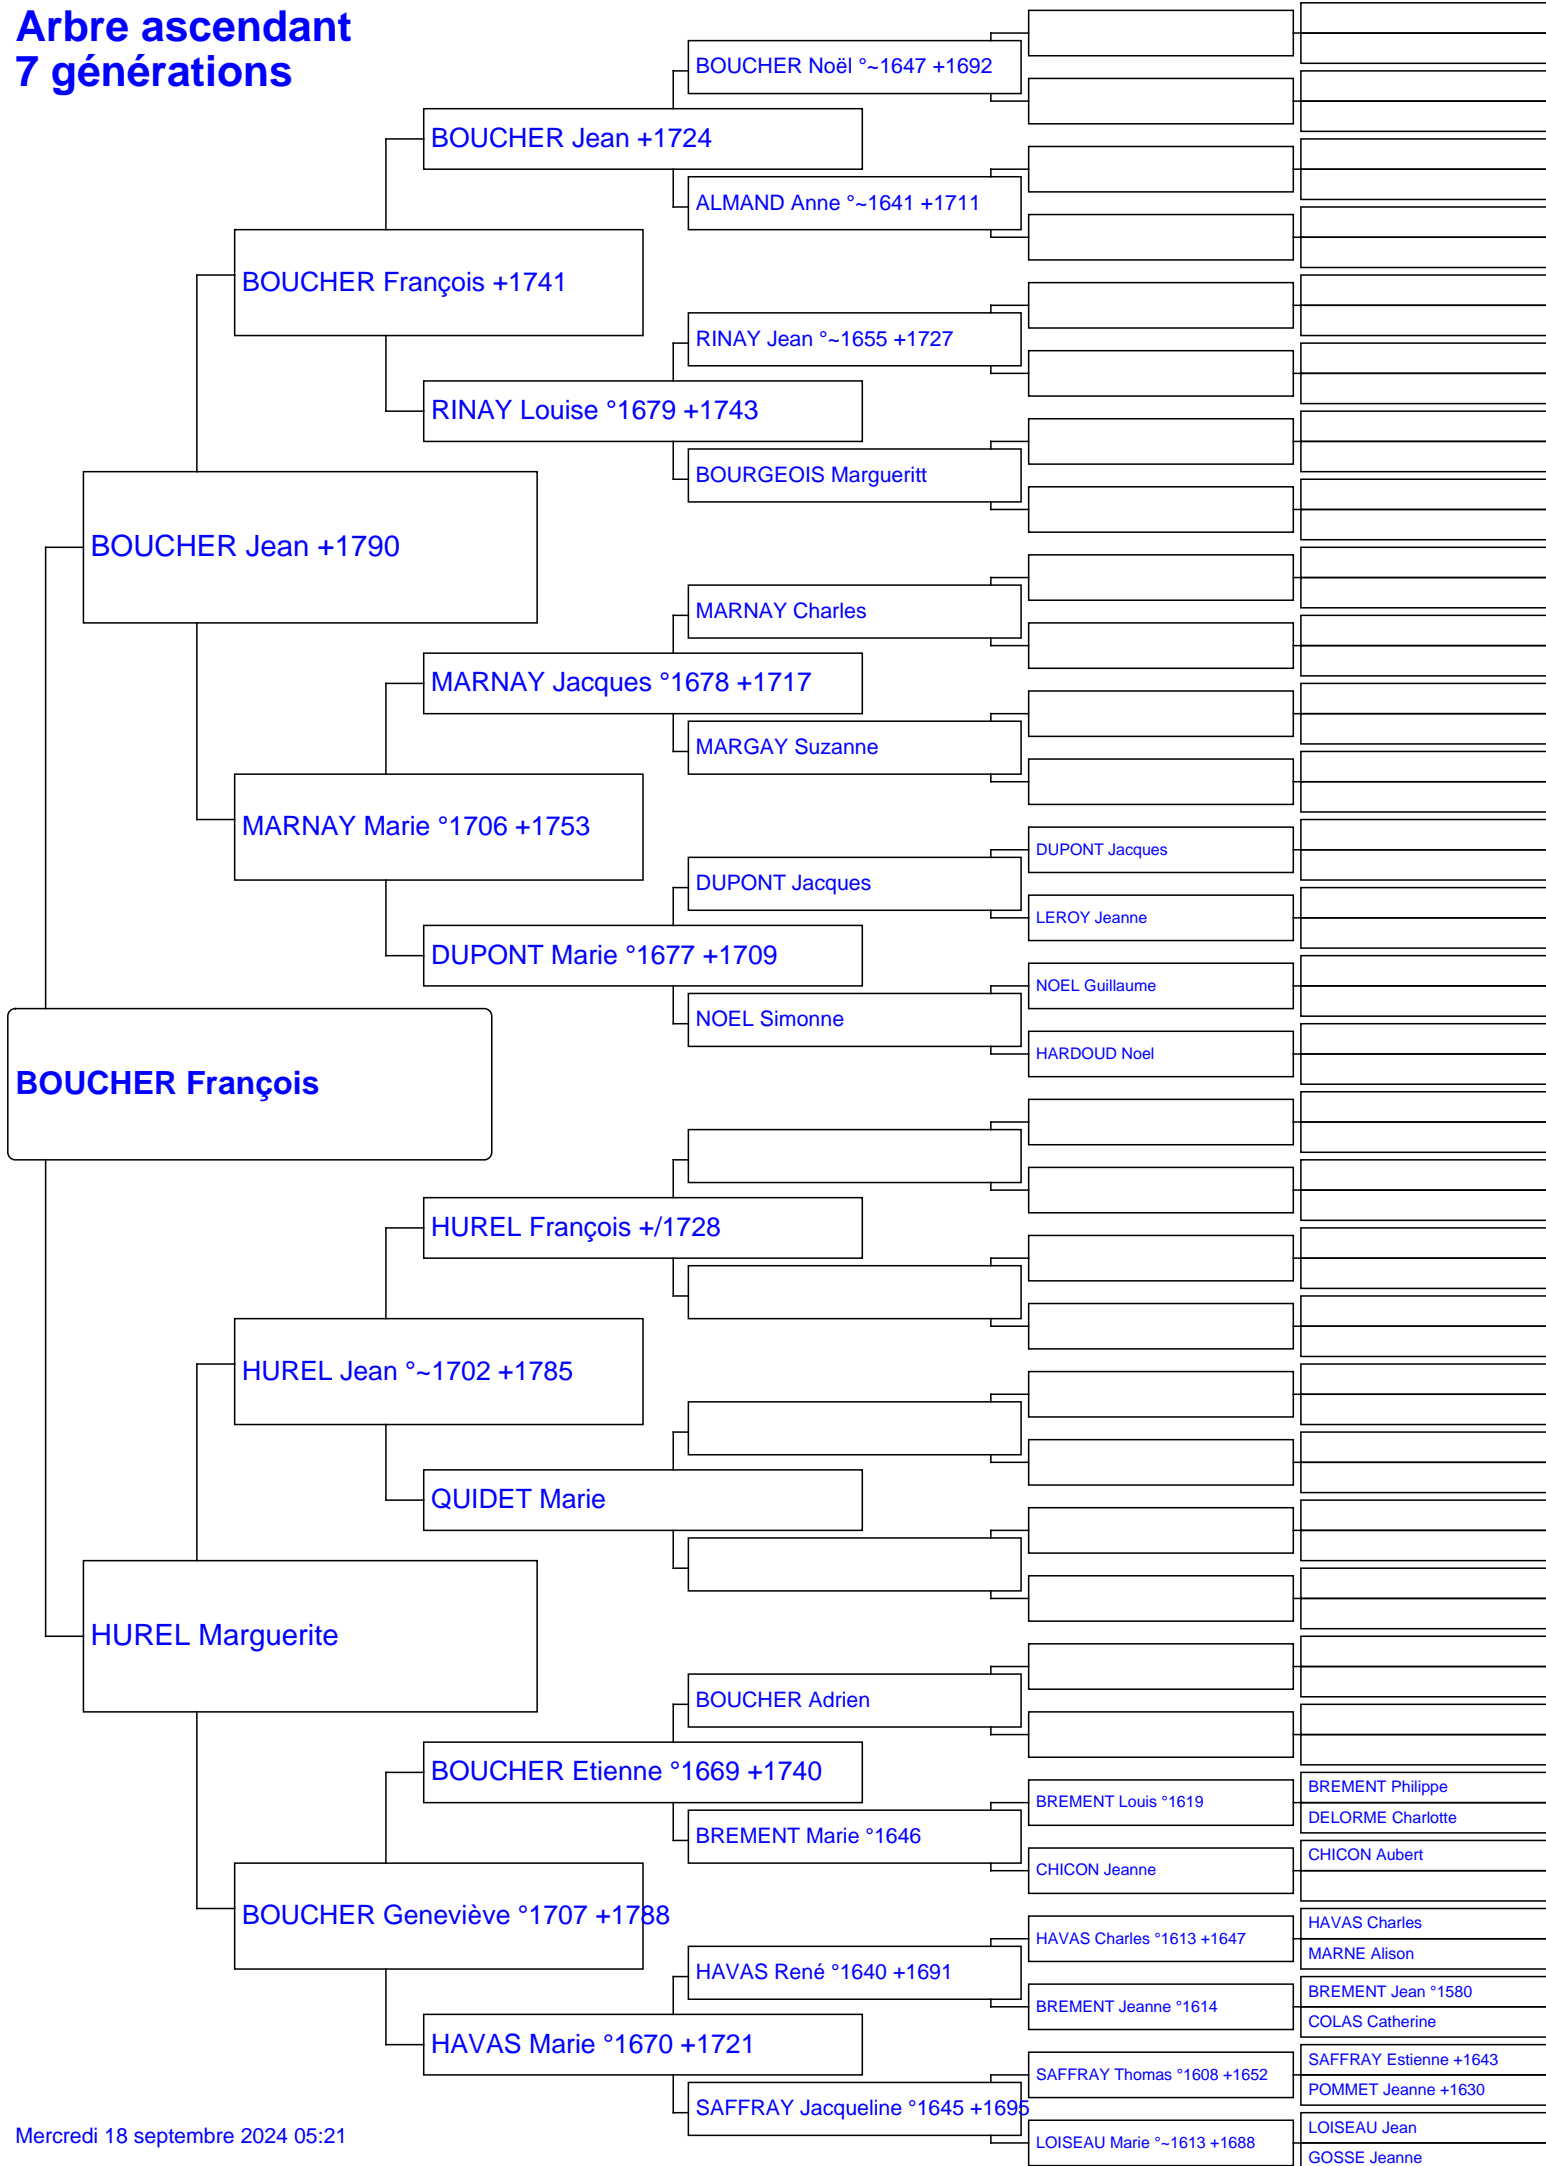 Arbre ascendant
7 générations
BOUCHER Noël °~1647 +1692
BOUCHER Jean +1724
ALMAND Anne °~1641 +1711
BOUCHER François +1741
RINAY Jean °~1655 +1727
RINAY Louise °1679 +1743
BOURGEOIS Margueritt
BOUCHER Jean +1790
MARNAY Charles
MARNAY Jacques °1678 +1717
MARGAY Suzanne
MARNAY Marie °1706 +1753
DUPONT Jacques
DUPONT Jacques
LEROY Jeanne
DUPONT Marie °1677 +1709
NOEL Guillaume
NOEL Simonne
HARDOUD Noel
BOUCHER François
HUREL François +/1728
HUREL Jean °~1702 +1785
QUIDET Marie
HUREL Marguerite
BOUCHER Adrien
BOUCHER Etienne °1669 +1740
BREMENT Philippe
BREMENT Louis °1619
DELORME Charlotte
BREMENT Marie °1646
CHICON Aubert
CHICON Jeanne
BOUCHER Geneviève °1707 +1788
HAVAS Charles
HAVAS Charles °1613 +1647
MARNE Alison
HAVAS René °1640 +1691
BREMENT Jean °1580
BREMENT Jeanne °1614
COLAS Catherine
HAVAS Marie °1670 +1721
SAFFRAY Estienne +1643
SAFFRAY Thomas °1608 +1652
POMMET Jeanne +1630
SAFFRAY Jacqueline °1645 +1695
LOISEAU Jean
LOISEAU Marie °~1613 +1688
GOSSE Jeanne
Mercredi 18 septembre 2024 05:21